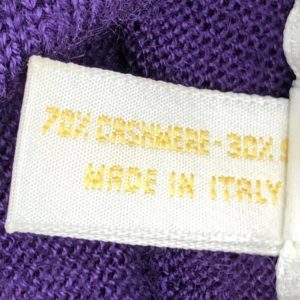 70% CASHMERE - 30% S
MADE IN ITALY